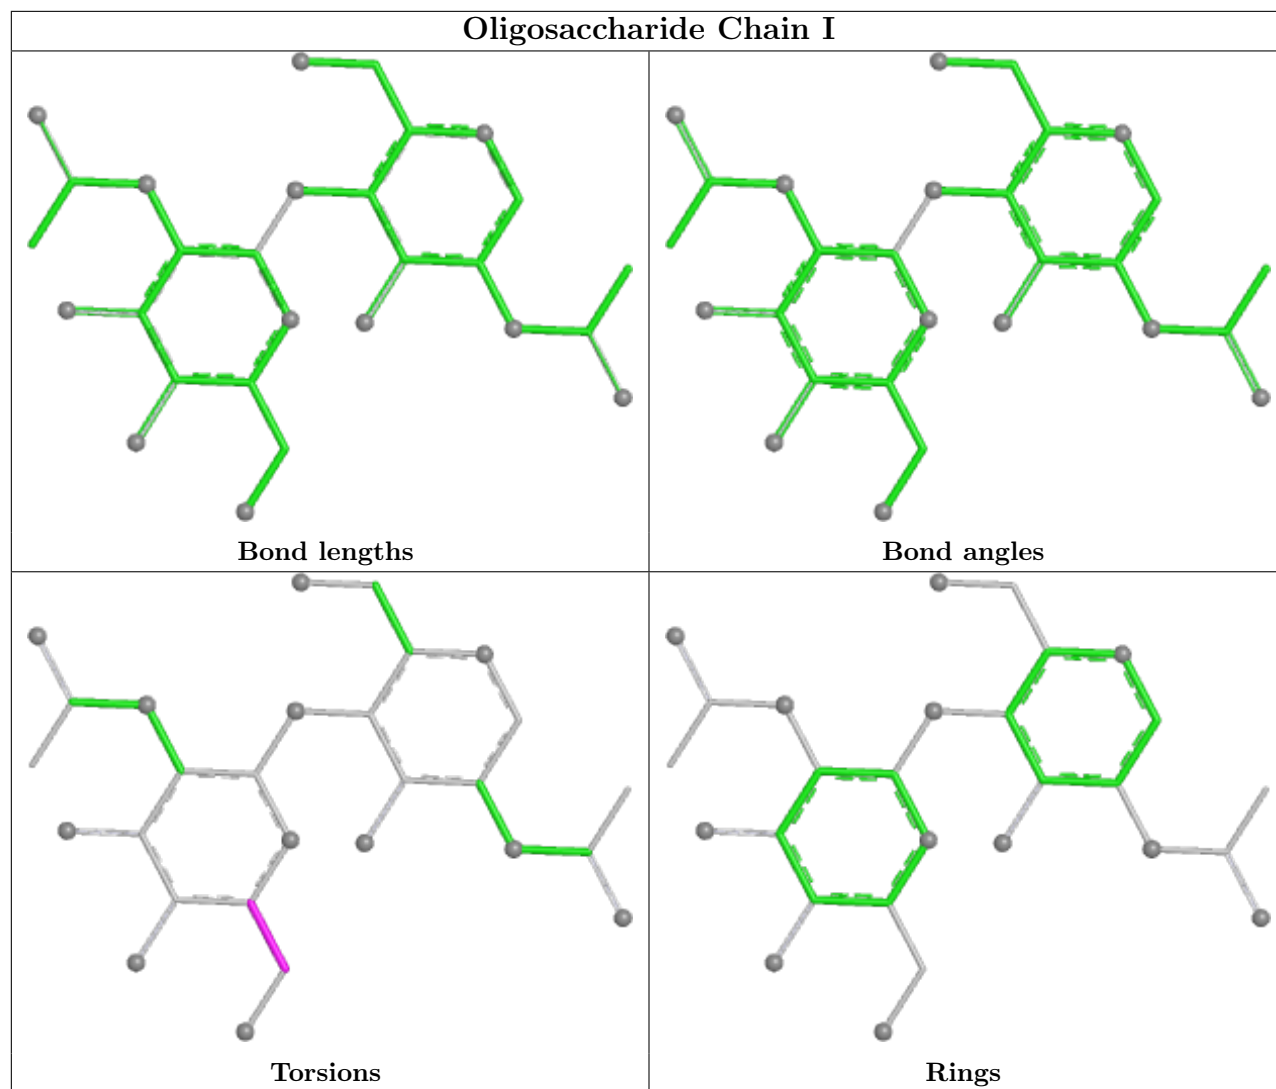 Oligosaccharide Chain I
Bond lengths
Bond angles
Torsions
Rings